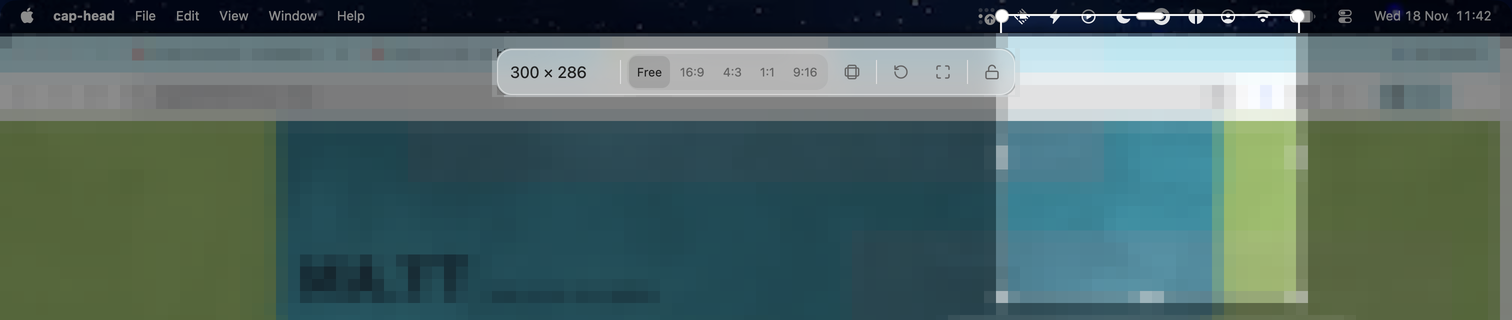 cap-head File Edit View Window Help Wed 18 Nov 11:42
300 × 286 Free 16:9 4:3 1:1 9:16
MATT